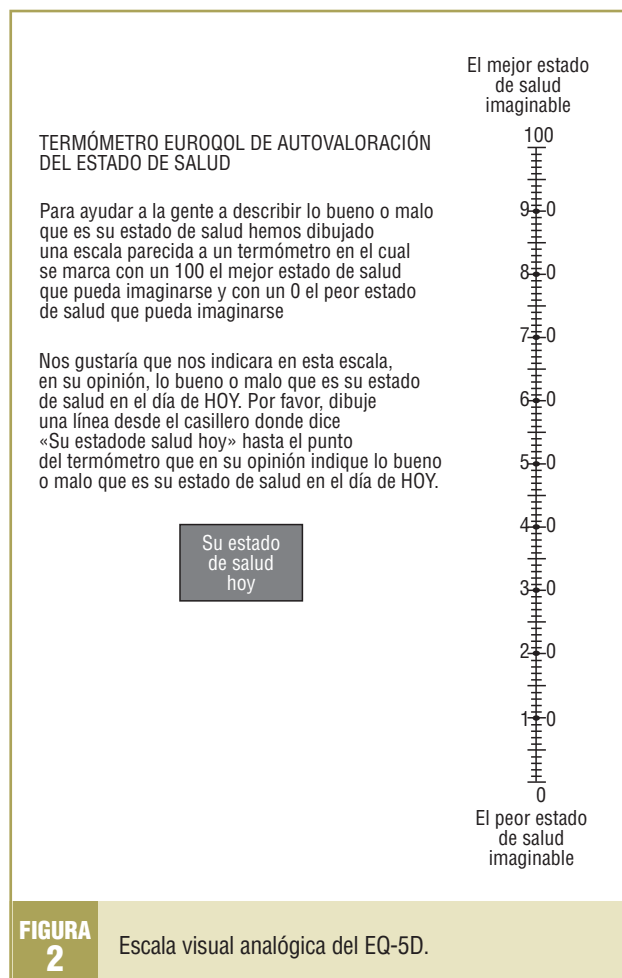 El mejor estado
de salud
imaginable
TERMÓMETRO EUROQOL DE AUTOVALORACIÓN
DEL ESTADO DE SALUD
Para ayudar a la gente a describir lo bueno o malo
que es su estado de salud hemos dibujado
una escala parecida a un termómetro en el cual
se marca con un 100 el mejor estado de salud
que pueda imaginarse y con un 0 el peor estado
de salud que pueda imaginarse
Nos gustaría que nos indicara en esta escala,
en su opinión, lo bueno o malo que es su estado
de salud en el día de HOY. Por favor, dibuje
una línea desde el casillero donde dice
«Su estadode salud hoy» hasta el punto
del termómetro que en su opinión indique lo bueno
o malo que es su estado de salud en el día de HOY.
Su estado
de salud
hoy
100
9 0
8 0
7 0
6 0
5 0
4 0
3 0
2 0
1 0
0
El peor estado
de salud
imaginable
FIGURA
2
Escala visual analógica del EQ-5D.